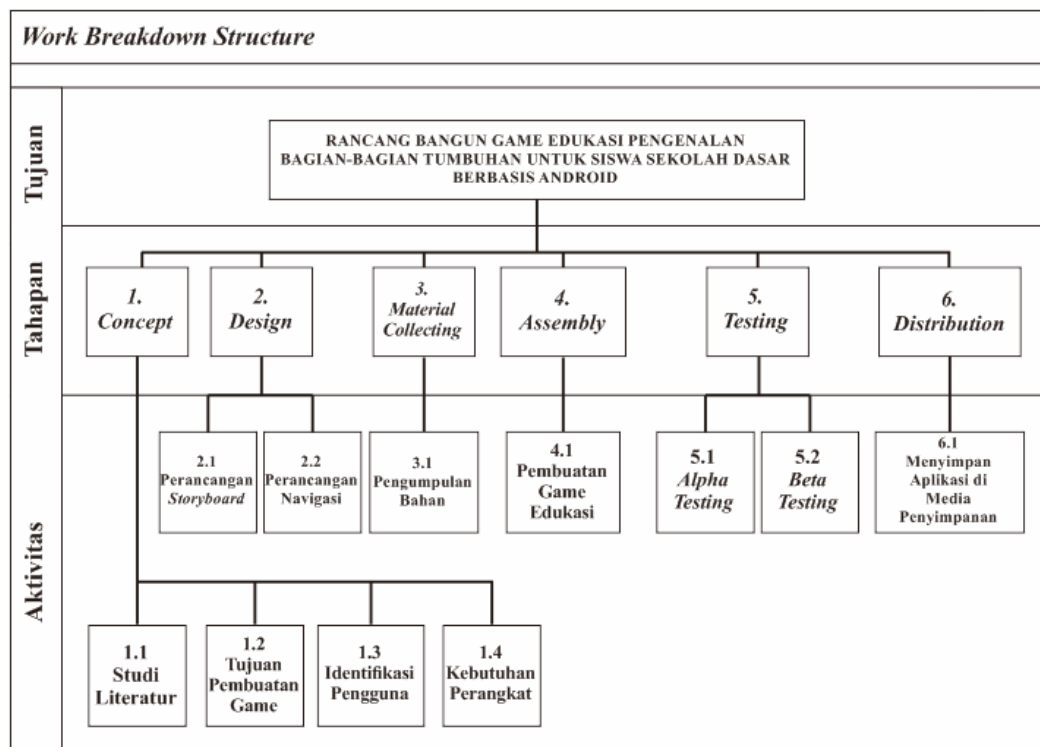 Work Breakdown Structure
Tujuan
RANCANG BANGUN GAME EDUKASI PENGENALAN
BAGIAN-BAGIAN TUMBUHAN UNTUK SISWA SEKOLAH DASAR
BERBASIS ANDROID
Tahapan
1.
Concept
2.
Design
3.
Material
Collecting
4.
Assembly
5.
Testing
6.
Distribution
Aktivitas
2.1
Perancangan
Storyboard
2.2
Perancangan
Navigasi
3.1
Pengumpulan
Bahan
4.1
Pembuatan
Game
Edukasi
5.1
Alpha
Testing
5.2
Beta
Testing
6.1
Menyimpan
Aplikasi di
Media
Penyimpanan
1.1
Studi
Literatur
1.2
Tujuan
Pembuatan
Game
1.3
Identifikasi
Pengguna
1.4
Kebutuhan
Perangkat